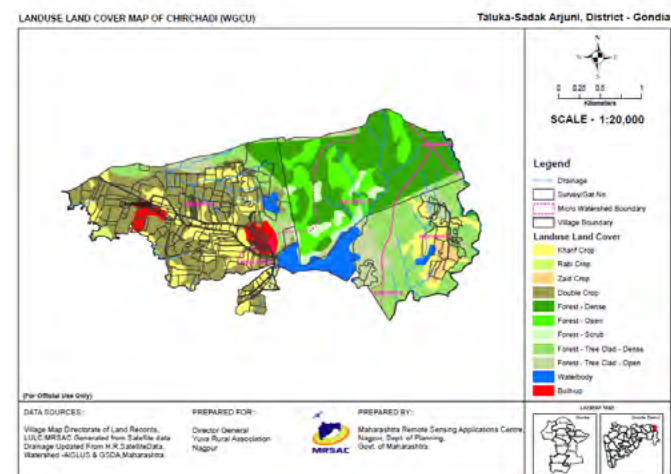 LANDUSE LAND COVER MAP OF CHIRCHADI (WGCU)
Taluka-Sadak Arjuni, District - Gondia
N
S
0 0.25 0.5 1
Kilometers
SCALE - 1:20,000
Legend
Drainage
Survey/Gat No.
Micro Watershed Boundary
Village Boundary
Landuse Land Cover
Kharif Crop
Rabi Crop
Zaid Crop
Double Crop
Forest - Dense
Forest - Open
Forest - Scrub
Forest - Tree Clad - Dense
Forest - Tree Clad - Open
Waterbody
Built-up
(For Official Use Only)
DATA SOURCES:-
Village Map Directorate of Land Records,
LULC MRSAC Generated from Satellite data
Drainage Updated From H.R.SatelliteData,
Watershed -AISLUS & GSDA,Maharashtra
PREPARED FOR:-
Director General
Yuva Rural Association
Nagpur
MRSAC
PREPARED BY:-
Maharashtra Remote Sensing Applications Centre,
Nagpur, Dept. of Planning,
Govt. of Maharashtra.